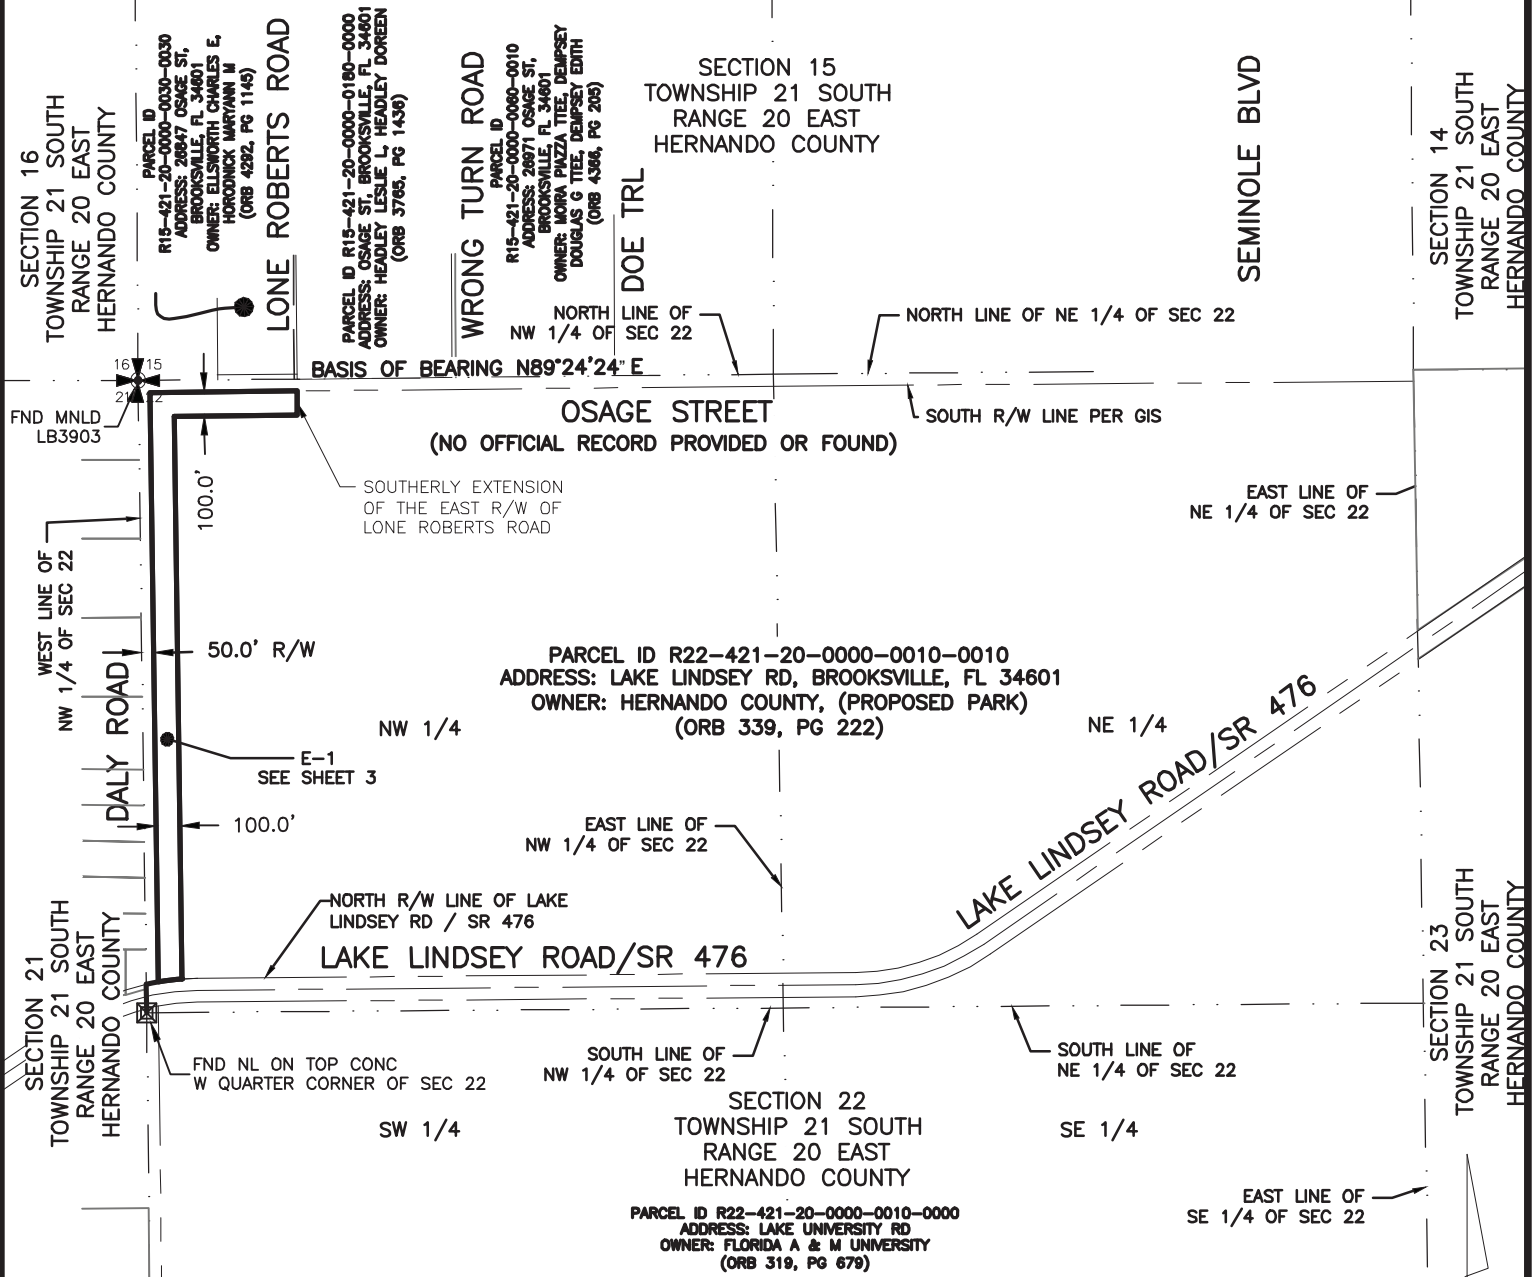 SECTION 16
TOWNSHIP 21 SOUTH
RANGE 20 EAST
HERNANDO COUNTY
PARCEL ID
R15-421-20-0000-0030-0030
ADDRESS: 26847 OSAGE ST,
BROOKSVILLE, FL 34601
OWNER: ELLSWORTH CHARLES E,
HORODNICK MARYANN M
(ORB 4292, PG 1145)
LONE ROBERTS ROAD
PARCEL ID R15-421-20-0000-0180-0000
ADDRESS: OSAGE ST, BROOKSVILLE, FL 34601
OWNER: HEADLEY LESLIE L, HEADLEY DOREEN
(ORB 3765, PG 1436)
WRONG TURN ROAD
PARCEL ID
R15-421-20-0000-0060-0010
ADDRESS: 26971 OSAGE ST,
BROOKSVILLE, FL 34601
OWNER: MOIRA PIAZZA TTEE, DEMPSEY
DOUGLAS G TTEE, DEMPSEY EDITH
(ORB 4366, PG 205)
DOE TRL
SECTION 15
TOWNSHIP 21 SOUTH
RANGE 20 EAST
HERNANDO COUNTY
SEMINOLE BLVD
SECTION 14
TOWNSHIP 21 SOUTH
RANGE 20 EAST
HERNANDO COUNTY
NORTH LINE OF
NW 1/4 OF SEC 22
NORTH LINE OF NE 1/4 OF SEC 22
16 15
21 22
BASIS OF BEARING N89°24'24" E
FND MNLD
LB3903
OSAGE STREET
(NO OFFICIAL RECORD PROVIDED OR FOUND)
SOUTH R/W LINE PER GIS
100.0'
SOUTHERLY EXTENSION
OF THE EAST R/W OF
LONE ROBERTS ROAD
EAST LINE OF
NE 1/4 OF SEC 22
WEST LINE OF
NW 1/4 OF SEC 22
50.0' R/W
DALY ROAD
PARCEL ID R22-421-20-0000-0010-0010
ADDRESS: LAKE LINDSEY RD, BROOKSVILLE, FL 34601
OWNER: HERNANDO COUNTY, (PROPOSED PARK)
(ORB 339, PG 222)
NW 1/4
NE 1/4
E-1
SEE SHEET 3
100.0'
EAST LINE OF
NW 1/4 OF SEC 22
LAKE LINDSEY ROAD/SR 476
NORTH R/W LINE OF LAKE
LINDSEY RD / SR 476
LAKE LINDSEY ROAD/SR 476
SECTION 21
TOWNSHIP 21 SOUTH
RANGE 20 EAST
HERNANDO COUNTY
SECTION 23
TOWNSHIP 21 SOUTH
RANGE 20 EAST
HERNANDO COUNTY
FND NL ON TOP CONC
W QUARTER CORNER OF SEC 22
SOUTH LINE OF
NW 1/4 OF SEC 22
SOUTH LINE OF
NE 1/4 OF SEC 22
SW 1/4
SECTION 22
TOWNSHIP 21 SOUTH
RANGE 20 EAST
HERNANDO COUNTY
SE 1/4
PARCEL ID R22-421-20-0000-0010-0000
ADDRESS: LAKE UNIVERSITY RD
OWNER: FLORIDA A & M UNIVERSITY
(ORB 319, PG 679)
EAST LINE OF
SE 1/4 OF SEC 22